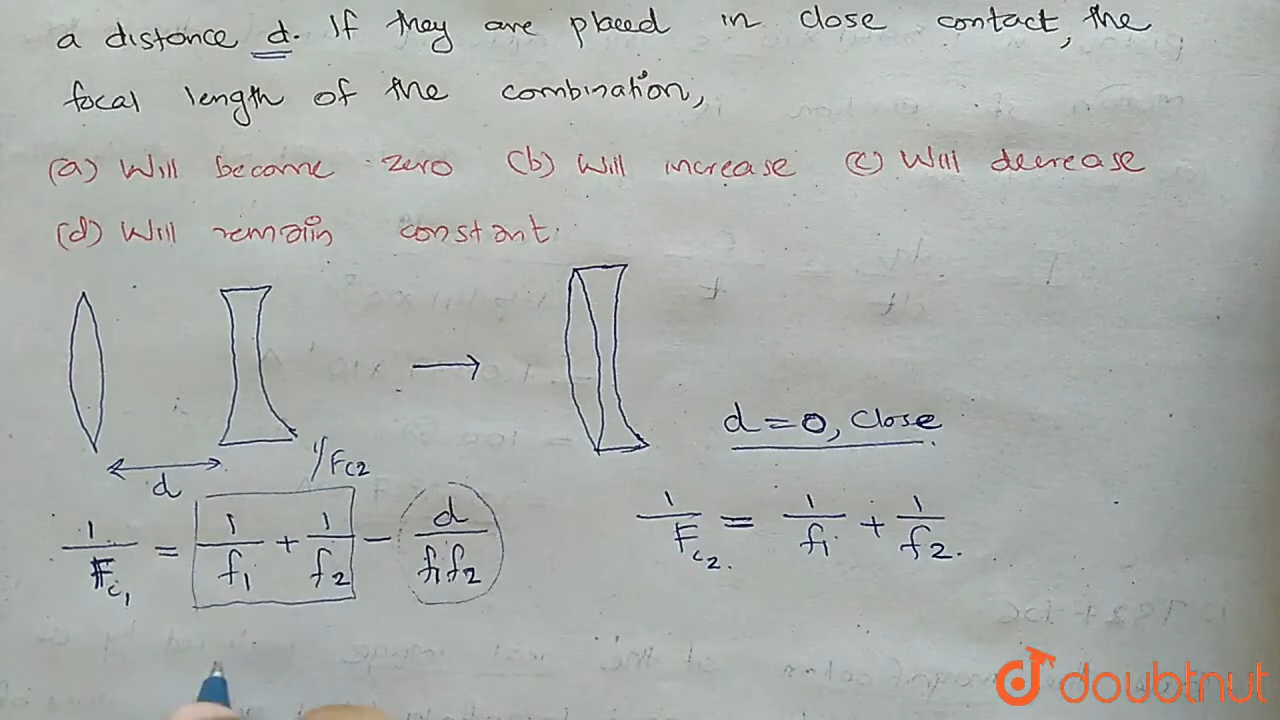 a distance d. If they are placed in close contact, the
focal length of the combination,
(a) Will become zero (b) Will increase (c) Will decrease
(d) Will remain constant.
d = 0, Close
d
1/Fc2
1/Fc1 = 1/f1 + 1/f2 - d/f1f2
1/Fc2. = 1/f1 + 1/f2.
doubtnut